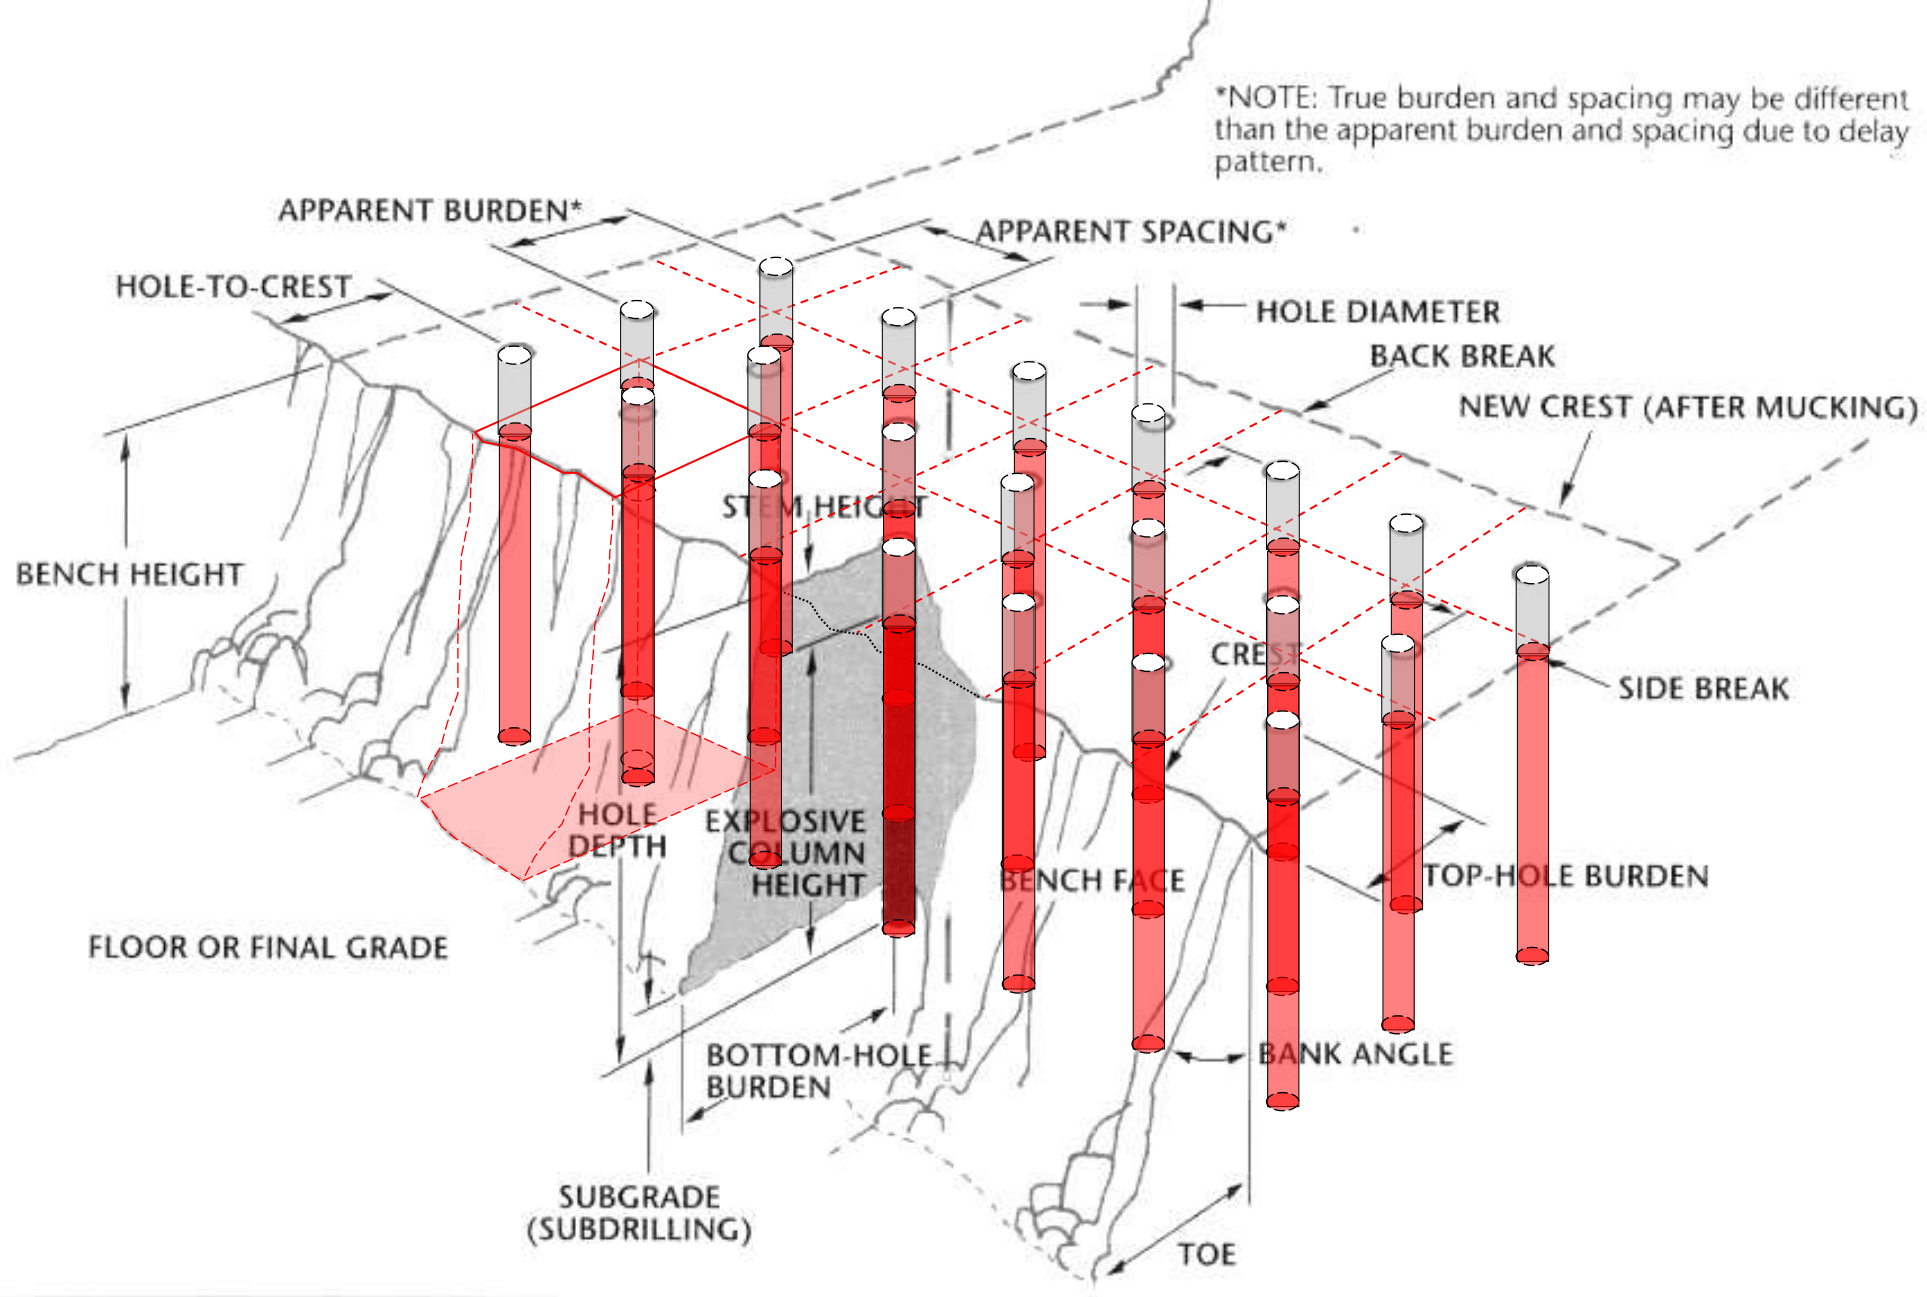 *NOTE: True burden and spacing may be different
than the apparent burden and spacing due to delay
pattern.
APPARENT BURDEN*
APPARENT SPACING*
HOLE-TO-CREST
HOLE DIAMETER
BACK BREAK
NEW CREST (AFTER MUCKING)
STEM HEIGHT
BENCH HEIGHT
CREST
SIDE BREAK
HOLE
DEPTH
EXPLOSIVE
COLUMN
HEIGHT
BENCH FACE
TOP-HOLE BURDEN
FLOOR OR FINAL GRADE
BOTTOM-HOLE
BURDEN
BANK ANGLE
SUBGRADE
(SUBDRILLING)
TOE